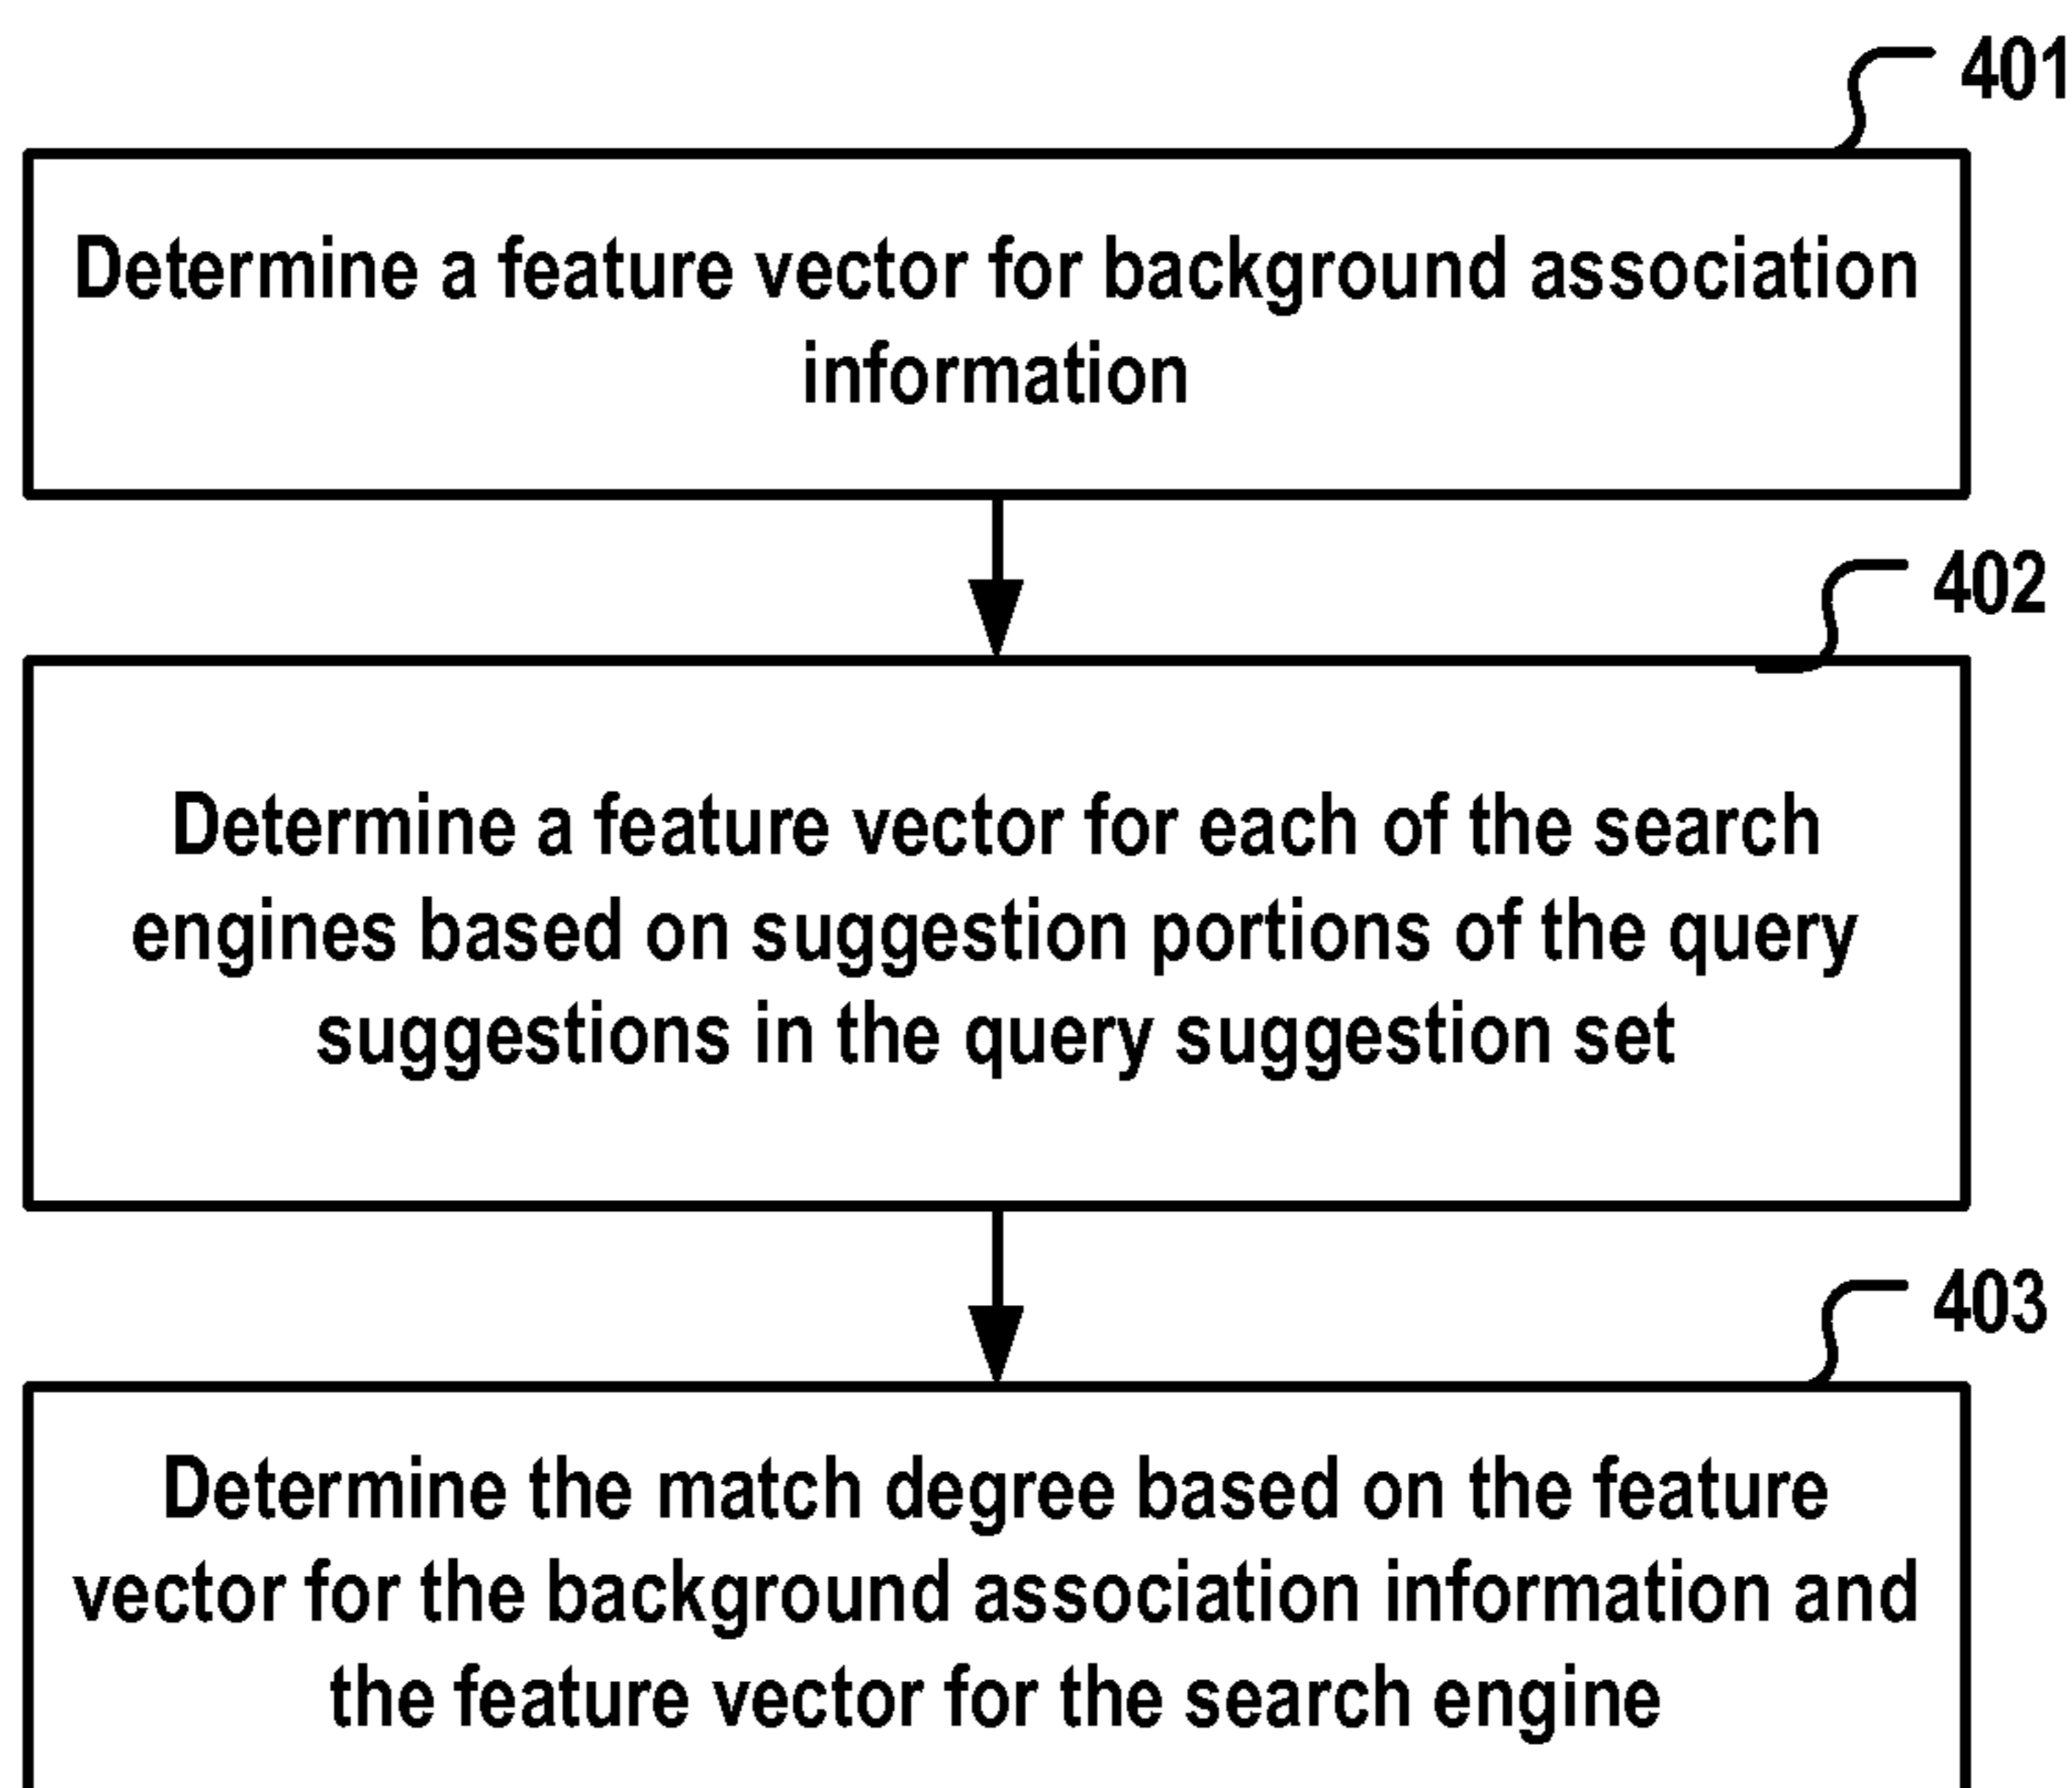 401
Determine a feature vector for background association
information
402
Determine a feature vector for each of the search
engines based on suggestion portions of the query
suggestions in the query suggestion set
403
Determine the match degree based on the feature
vector for the background association information and
the feature vector for the search engine